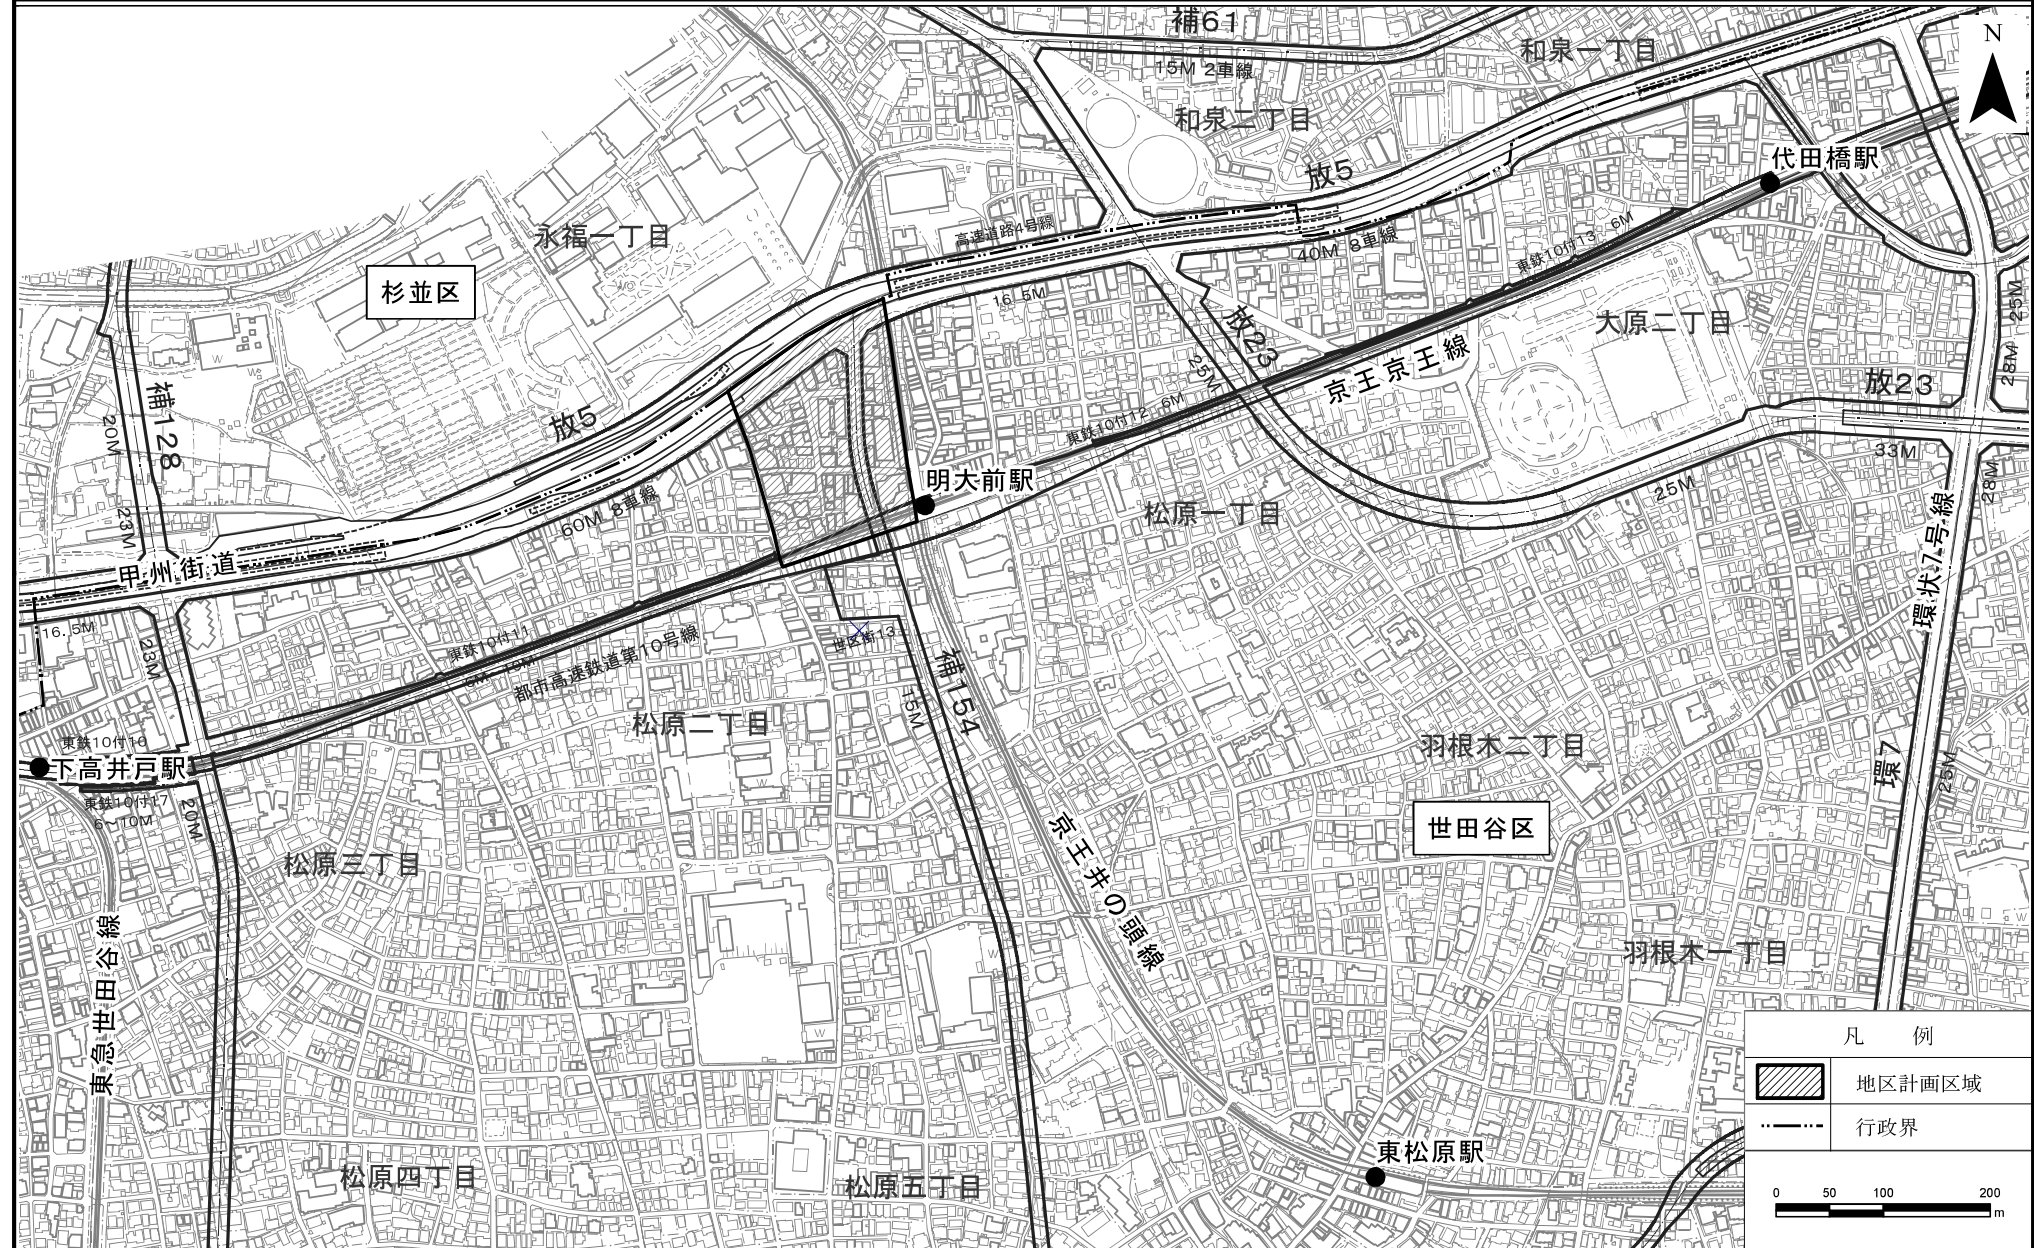 補61
15M 2車線
和泉一丁目
N
和泉二丁目
代田橋駅
放5
永福一丁目
高速道路4号線
東鉄10付13 6M
40M 8車線
杉並区
16.5M
25M
大原二丁目
放23
25M
京王京王線
28M
放23
補128
20M
放5
東鉄10付12 6M
33M
明大前駅
28M
25M
60M 8車線
松原一丁目
23M
甲州街道
環状7号線
16.5M
23M
東鉄10付11
世区街13
都市高速鉄道第10号線
補154
15M
松原二丁目
東鉄10付10
下高井戸駅
羽根木二丁目
環7
25M
東鉄10付17
6～10M
20M
世田谷区
松原三丁目
京王井の頭線
東急世田谷線
羽根木一丁目
凡 例
地区計画区域
行政界
東松原駅
松原四丁目
松原五丁目
0 50 100 200
m